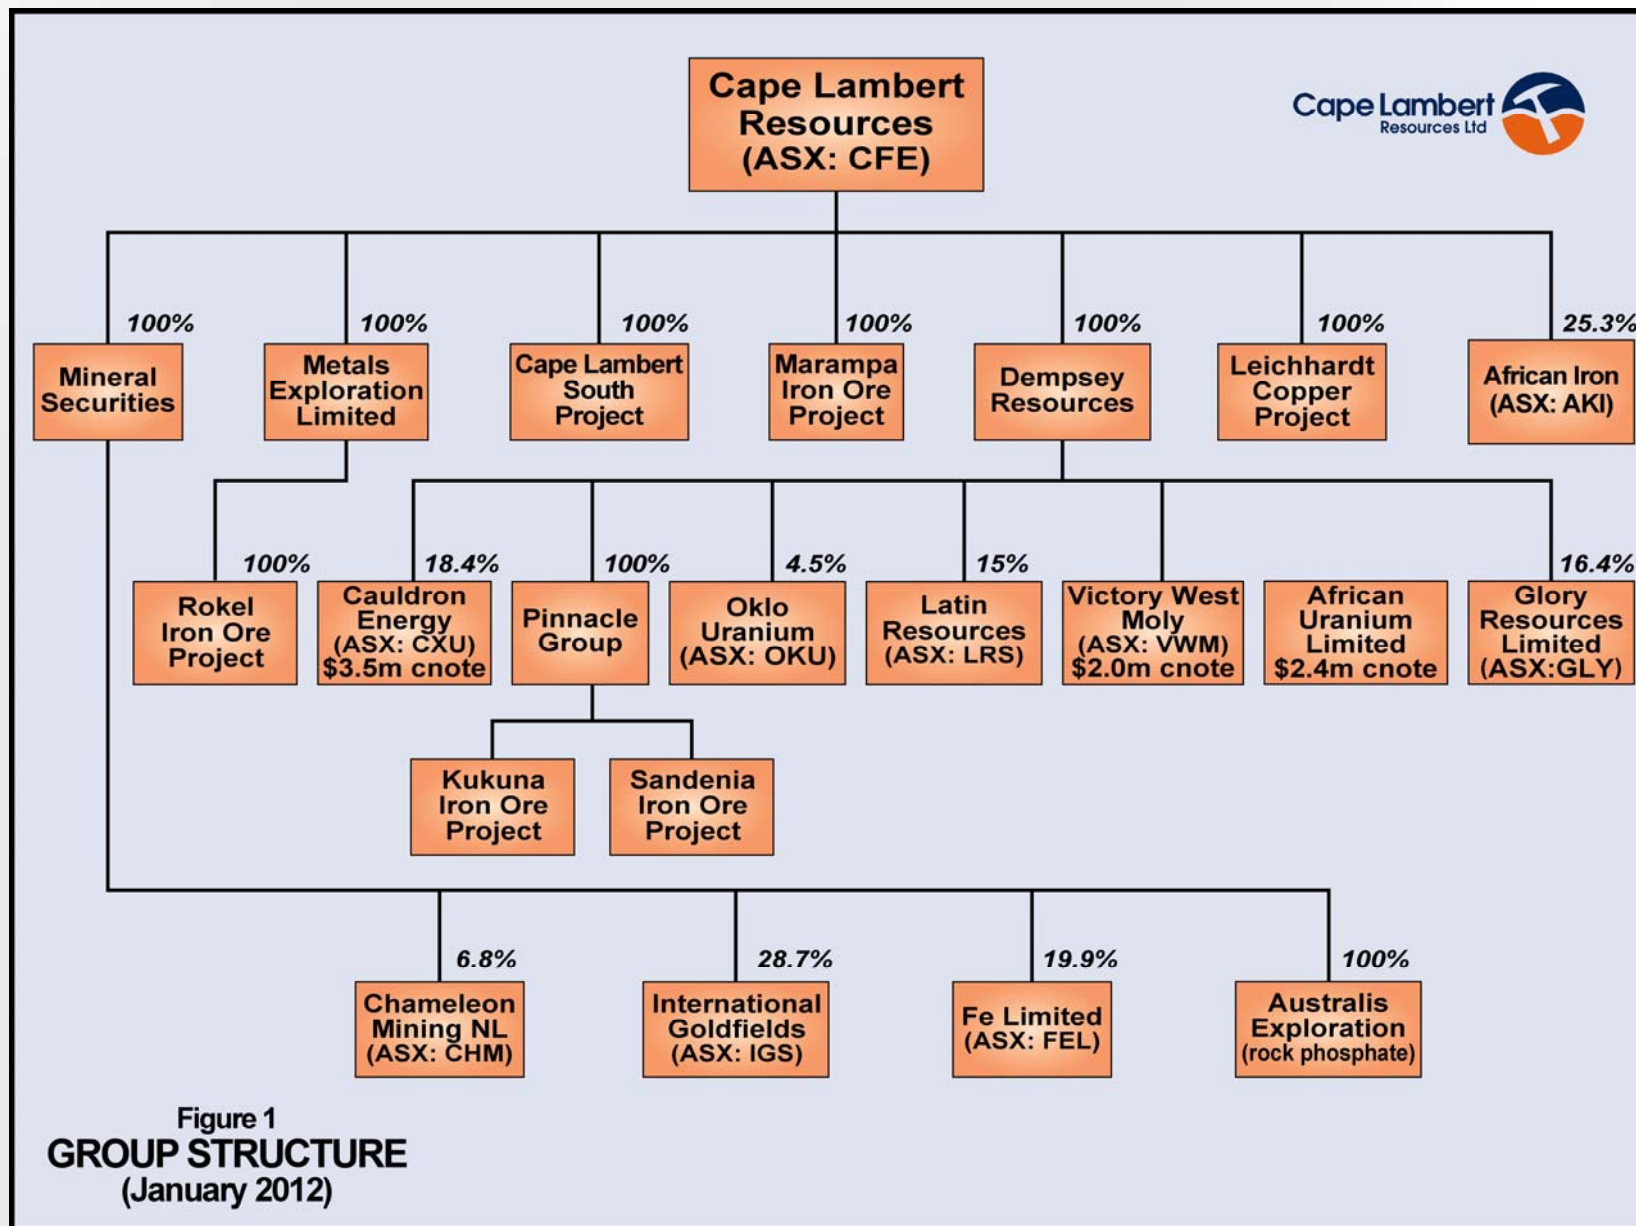 Cape Lambert
Resources
(ASX: CFE)
Cape Lambert
Resources Ltd
100%
Mineral
Securities
100%
Metals
Exploration
Limited
100%
Cape Lambert
South
Project
100%
Marampa
Iron Ore
Project
100%
Dempsey
Resources
100%
Leichhardt
Copper
Project
25.3%
African Iron
(ASX: AKI)
100%
Rokel
Iron Ore
Project
18.4%
Cauldron
Energy
(ASX: CXU)
$3.5m cnote
100%
Pinnacle
Group
4.5%
Oklo
Uranium
(ASX: OKU)
15%
Latin
Resources
(ASX: LRS)
Victory West
Moly
(ASX: VWM)
$2.0m cnote
African
Uranium
Limited
$2.4m cnote
16.4%
Glory
Resources
Limited
(ASX:GLY)
Kukuna
Iron Ore
Project
Sandenia
Iron Ore
Project
6.8%
Chameleon
Mining NL
(ASX: CHM)
28.7%
International
Goldfields
(ASX: IGS)
19.9%
Fe Limited
(ASX: FEL)
100%
Australis
Exploration
(rock phosphate)
Figure 1
GROUP STRUCTURE
(January 2012)